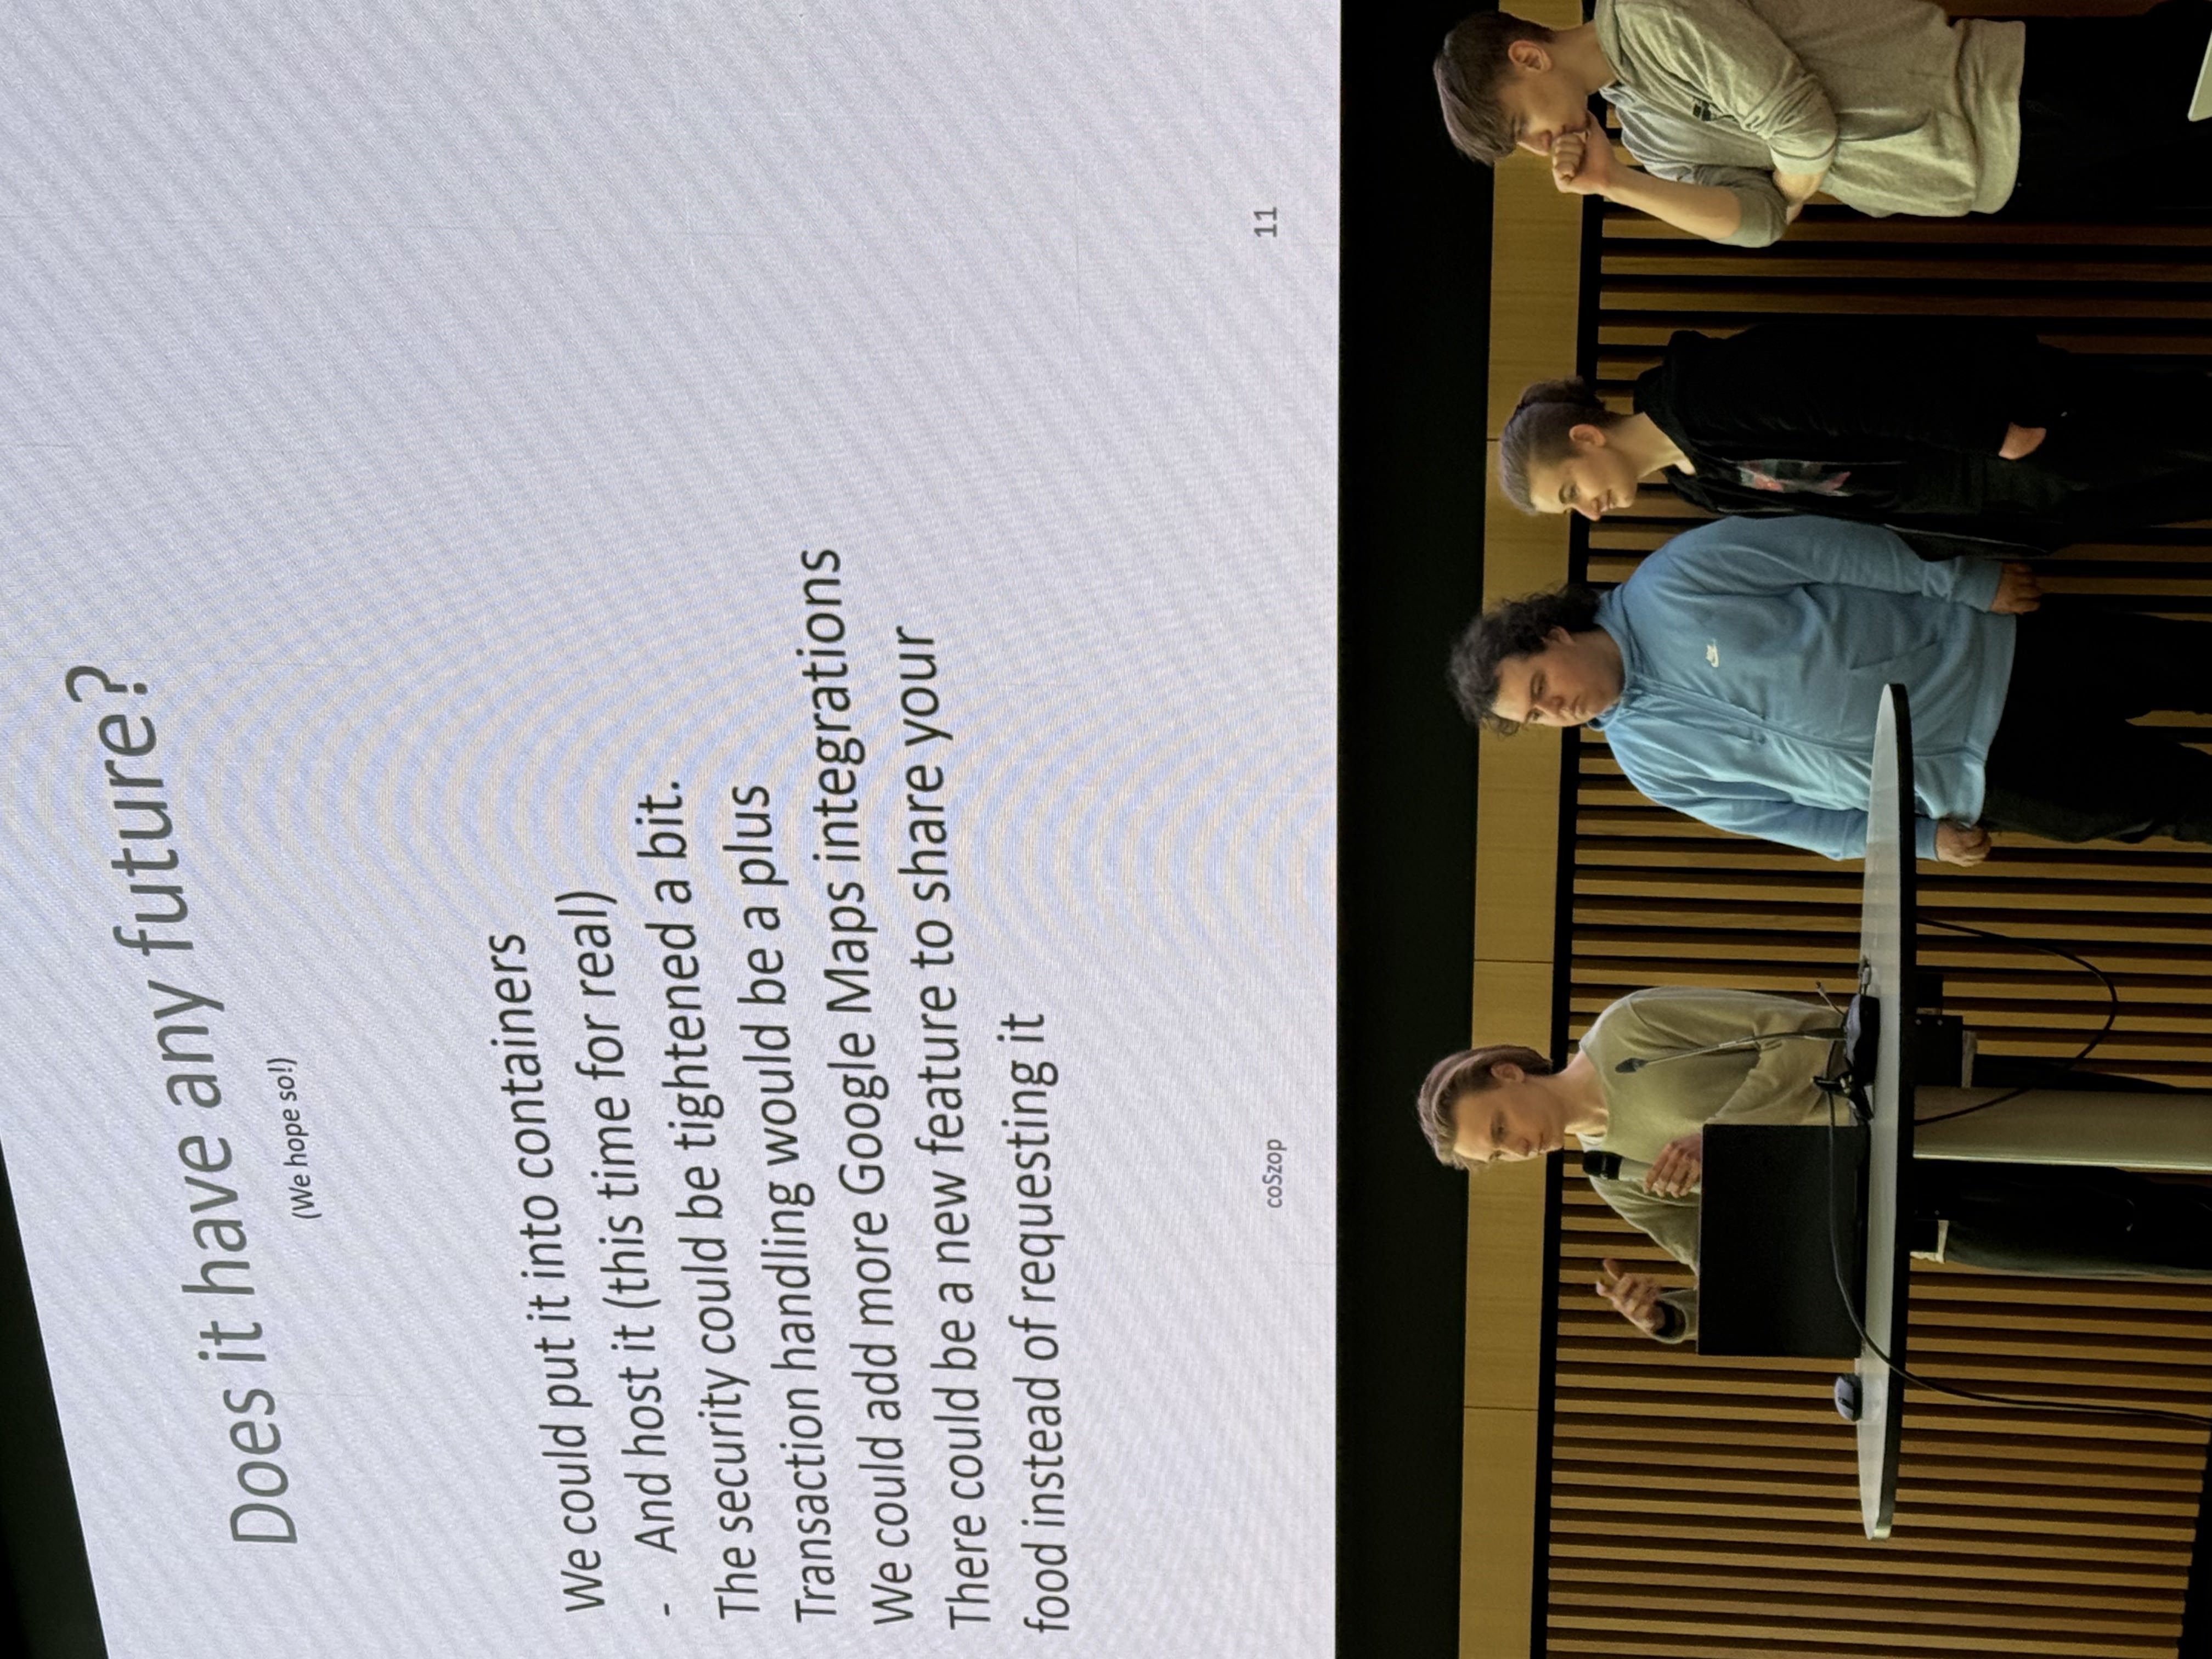 Does it have any future?
(We hope so!)
We could put it into containers
- And host it (this time for real)
The security could be tightened a bit.
Transaction handling would be a plus
We could add more Google Maps integrations
There could be a new feature to share your
food instead of requesting it
coSzop
11